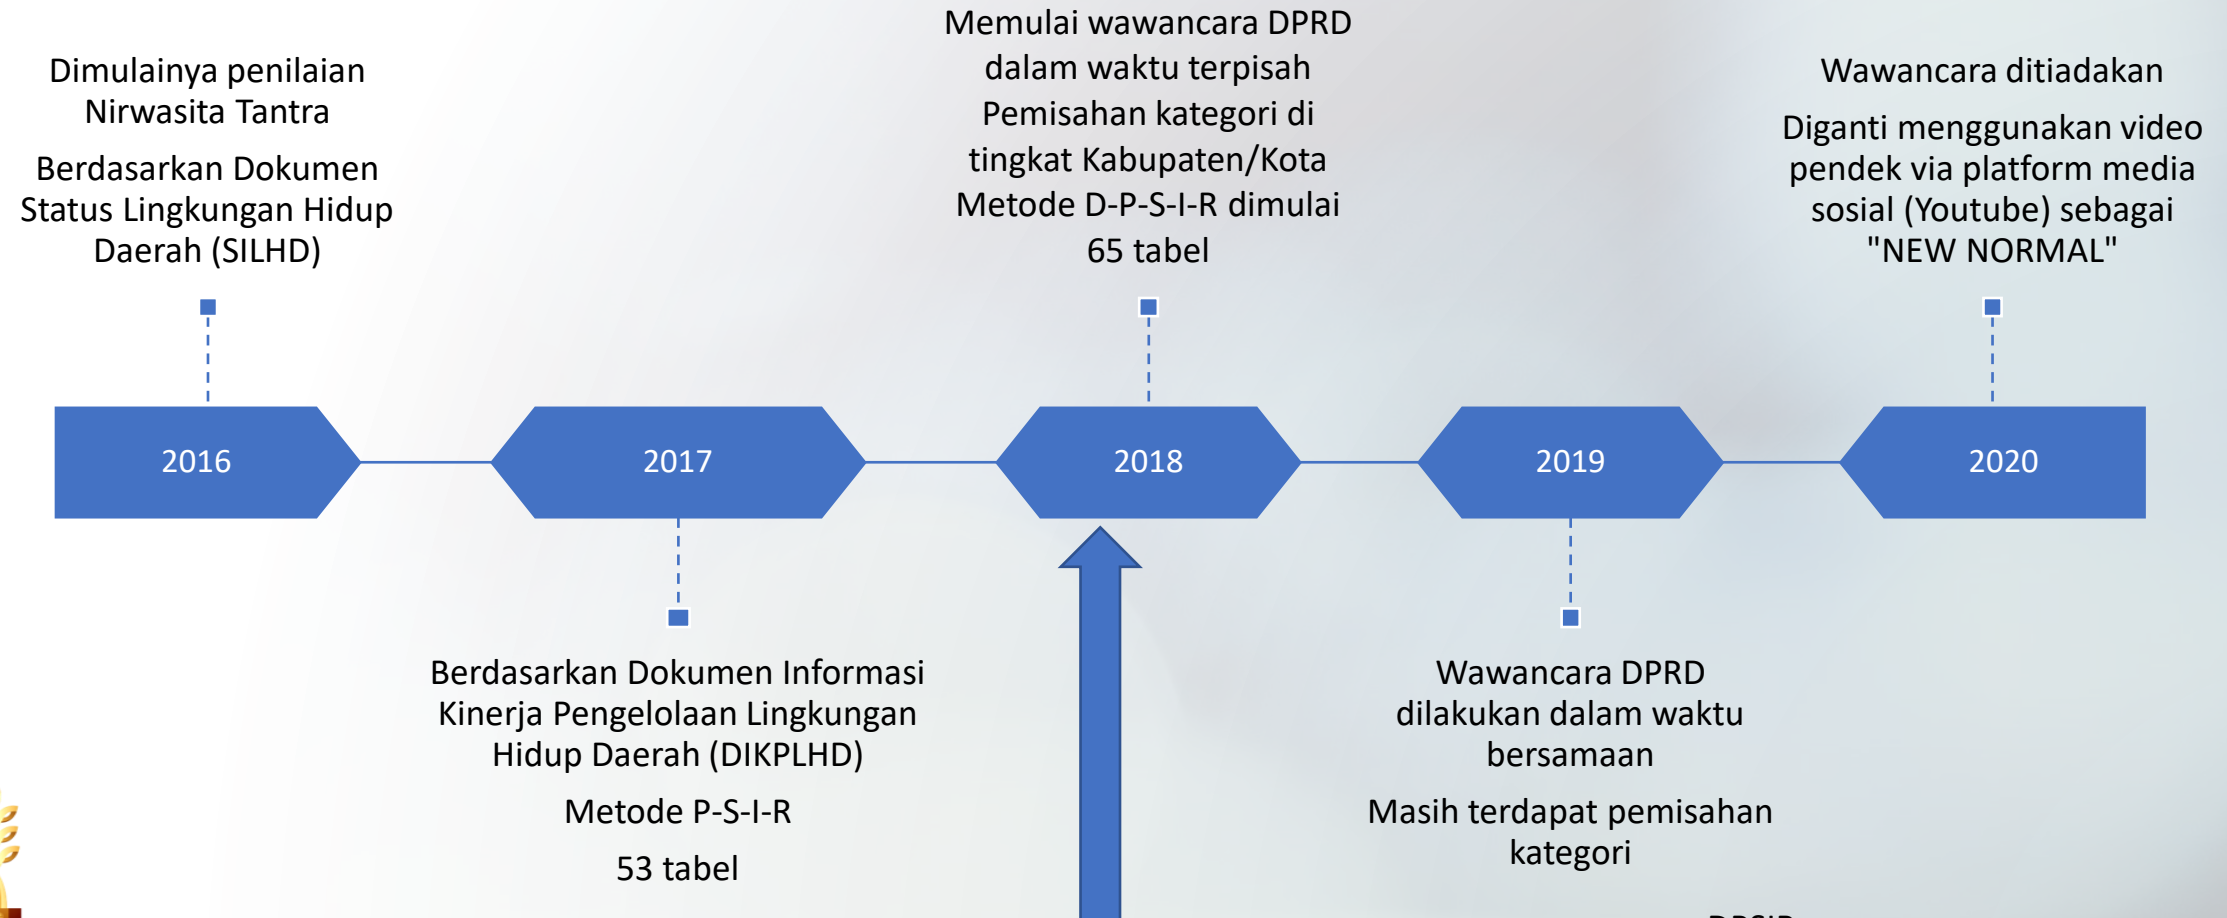 Dimulainya penilaian
Nirwasita Tantra
Berdasarkan Dokumen
Status Lingkungan Hidup
Daerah (SILHD)
Memulai wawancara DPRD
dalam waktu terpisah
Pemisahan kategori di
tingkat Kabupaten/Kota
Metode D-P-S-I-R dimulai
65 tabel
Wawancara ditiadakan
Diganti menggunakan video
pendek via platform media
sosial (Youtube) sebagai
"NEW NORMAL"
2016
2017
2018
2019
2020
Berdasarkan Dokumen Informasi
Kinerja Pengelolaan Lingkungan
Hidup Daerah (DIKPLHD)
Metode P-S-I-R
53 tabel
Wawancara DPRD
dilakukan dalam waktu
bersamaan
Masih terdapat pemisahan
kategori